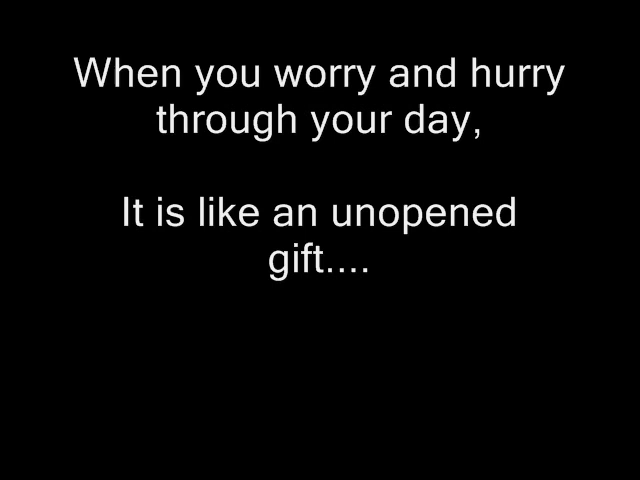 When you worry and hurry
through your day,
It is like an unopened
gift....